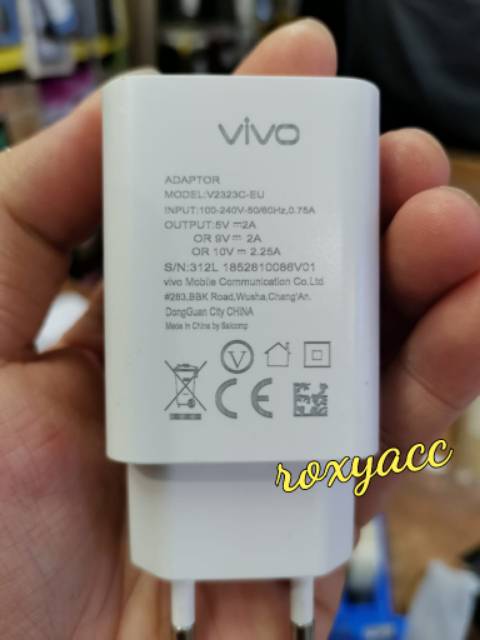 vivo
ADAPTOR
MODEL:V2323C-EU
INPUT:100-240V-50/60Hz,0.75A
OUTPUT:5V⎓2A
OR 9V⎓ 2A
OR 10V⎓ 2.25A
S/N:312L 1852810086V01
vivo Mobile Communication Co.Ltd
#283,BBK Road,Wusha,Chang'An.
DongGuan City CHINA
Made in China by Salcomp
V
CE
roxyacc